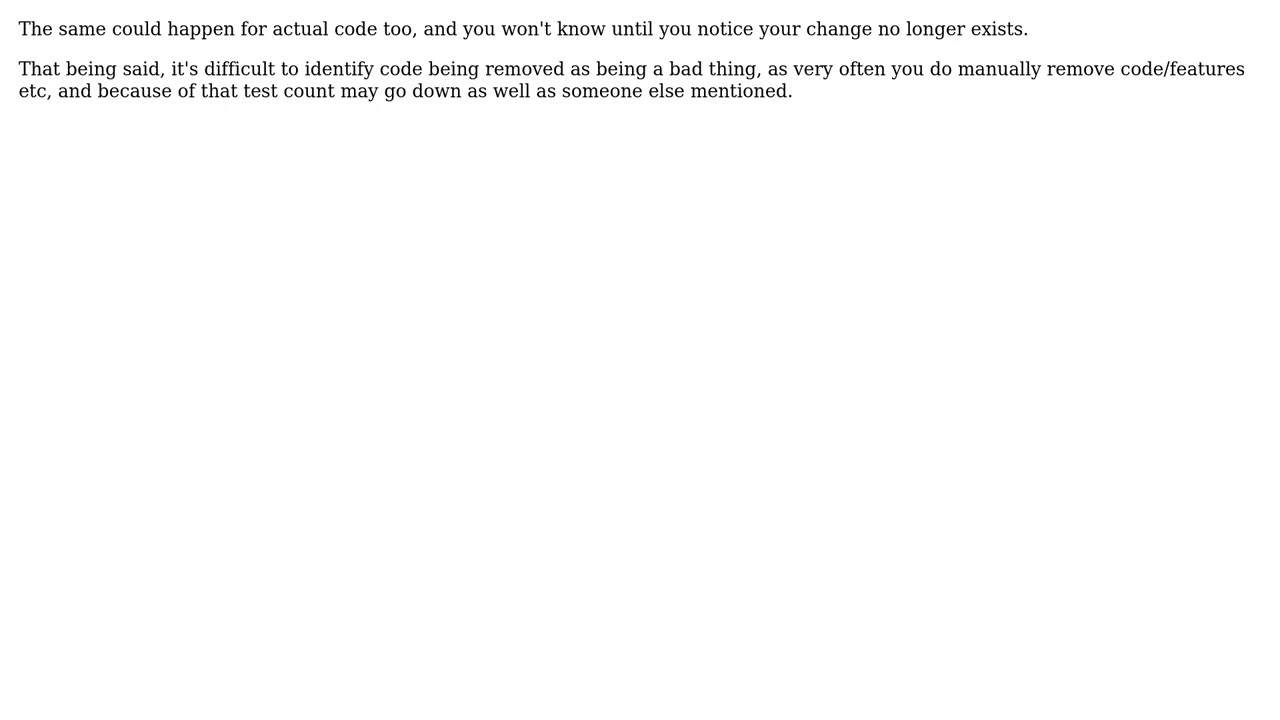 The same could happen for actual code too, and you won't know until you notice your change no longer exists.
That being said, it's difficult to identify code being removed as being a bad thing, as very often you do manually remove code/features
etc, and because of that test count may go down as well as someone else mentioned.